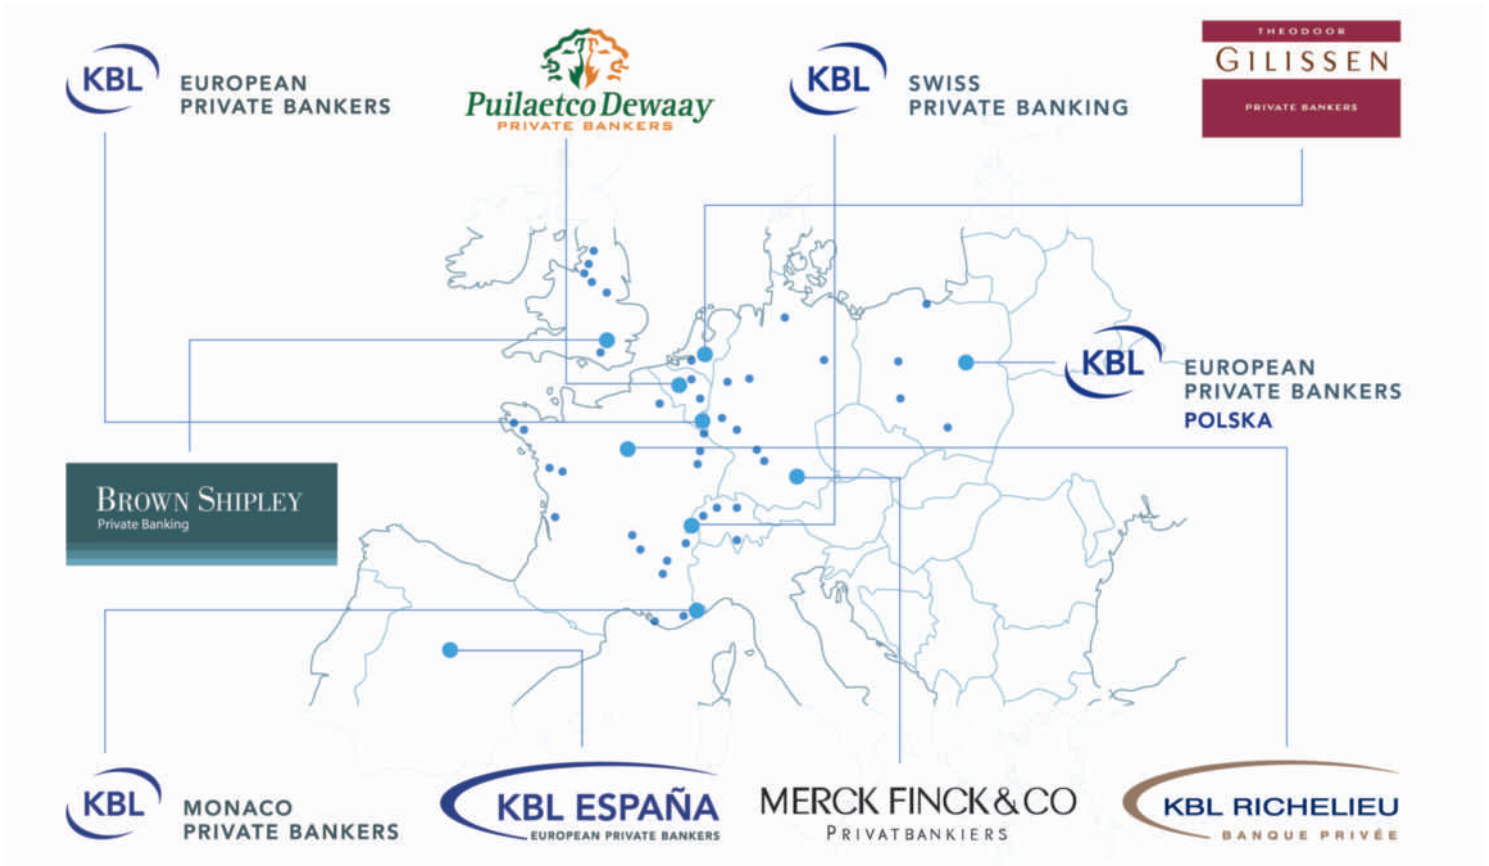 KBL
EUROPEAN
PRIVATE BANKERS
Puilaetco Dewaay
PRIVATE BANKERS
KBL
SWISS
PRIVATE BANKING
THEODOOR
GILISSEN
PRIVATE BANKERS
KBL
EUROPEAN
PRIVATE BANKERS
POLSKA
BROWN SHIPLEY
Private Banking
KBL
MONACO
PRIVATE BANKERS
KBL ESPAÑA
EUROPEAN PRIVATE BANKERS
MERCK FINCK & CO
PRIVATBANKIERS
KBL RICHELIEU
BANQUE PRIVÉE